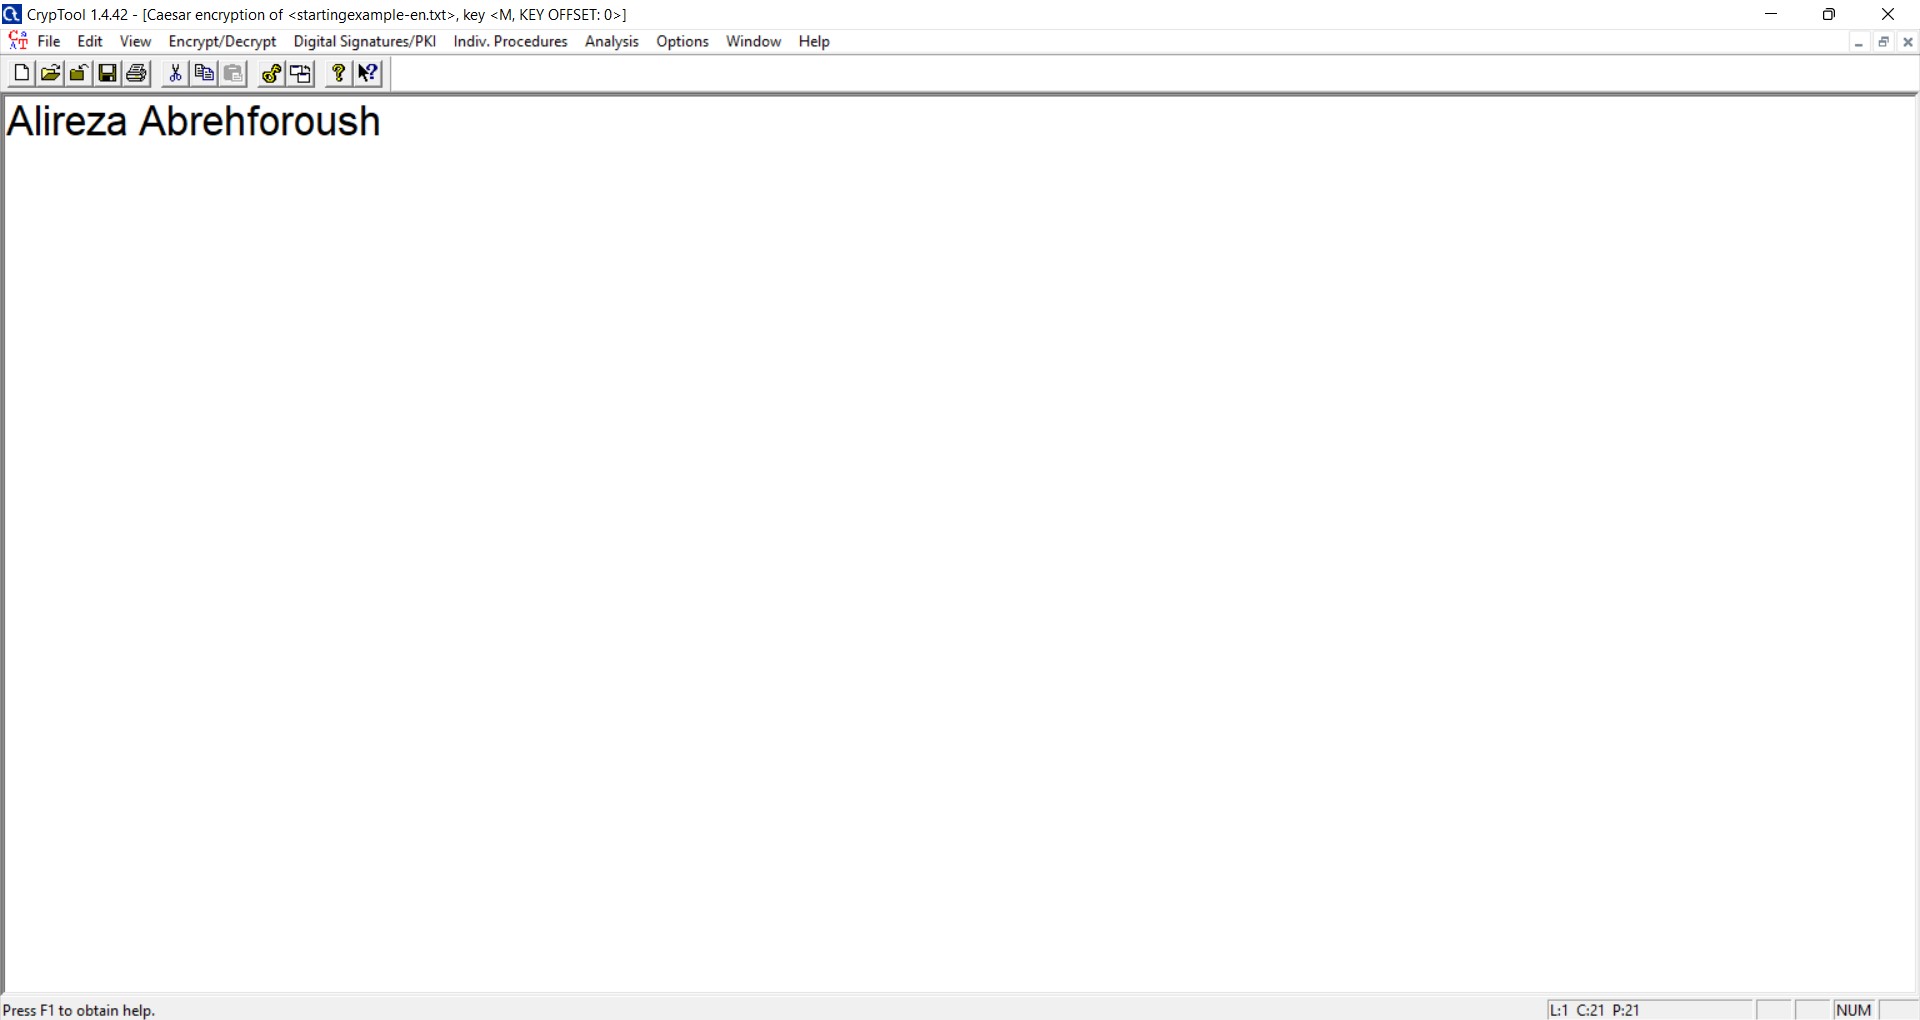 CrypTool 1.4.42 - [Caesar encryption of <startingexample-en.txt>, key <M, KEY OFFSET: 0>]
File Edit View Encrypt/Decrypt Digital Signatures/PKI Indiv. Procedures Analysis Options Window Help
Alireza Abrehforoush
Press F1 to obtain help. L:1 C:21 P:21 NUM